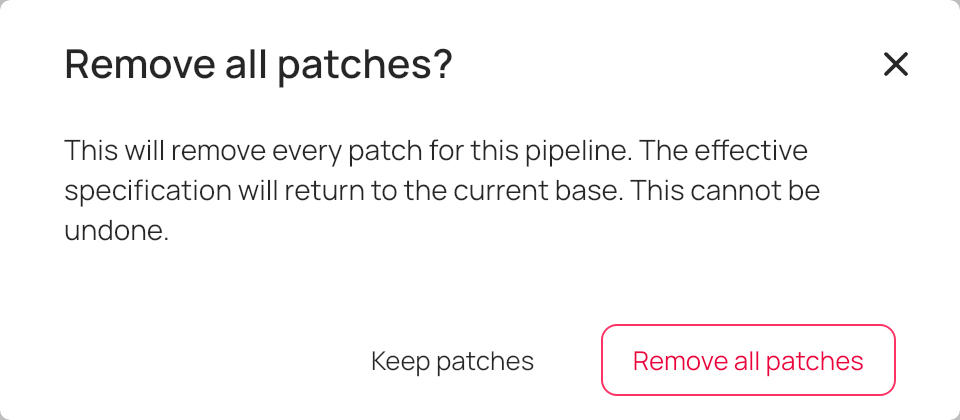 Remove all patches?
This will remove every patch for this pipeline. The effective
specification will return to the current base. This cannot be
undone.
Keep patches
Remove all patches